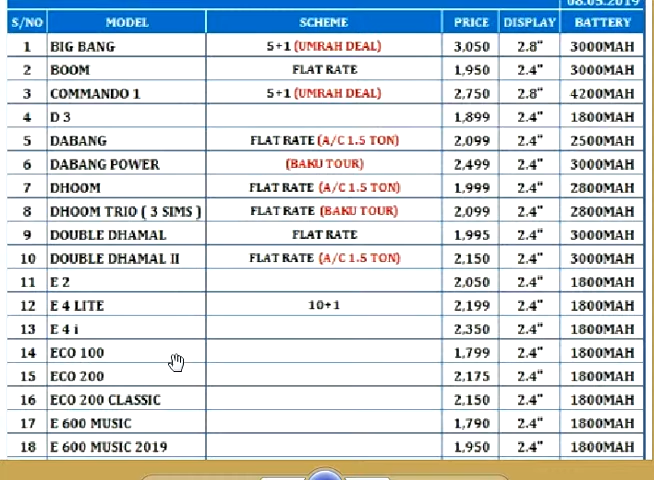 08.05.2019
S/NO MODEL SCHEME PRICE DISPLAY BATTERY
1 BIG BANG 5+1 (UMRAH DEAL) 3,050 2.8" 3000MAH
2 BOOM FLAT RATE 1,950 2.4" 3000MAH
3 COMMANDO 1 5+1 (UMRAH DEAL) 2,750 2.8" 4200MAH
4 D 3 1,899 2.4" 1800MAH
5 DABANG FLAT RATE (A/C 1.5 TON) 2,099 2.4" 2500MAH
6 DABANG POWER (BAKU TOUR) 2,499 2.4" 3000MAH
7 DHOOM FLAT RATE (A/C 1.5 TON) 1,999 2.4" 2800MAH
8 DHOOM TRIO ( 3 SIMS ) FLAT RATE (BAKU TOUR) 2,099 2.4" 2800MAH
9 DOUBLE DHAMAL FLAT RATE 1,995 2.4" 3000MAH
10 DOUBLE DHAMAL II FLAT RATE (A/C 1.5 TON) 2,150 2.4" 3000MAH
11 E 2 2,050 2.4" 1800MAH
12 E 4 LITE 10+1 2,199 2.4" 1800MAH
13 E 4 i 2,350 2.4" 1800MAH
14 ECO 100 1,799 2.4" 1800MAH
15 ECO 200 2,175 2.4" 1800MAH
16 ECO 200 CLASSIC 2,150 2.4" 1800MAH
17 E 600 MUSIC 1,790 2.4" 1800MAH
18 E 600 MUSIC 2019 1,950 2.4" 1800MAH